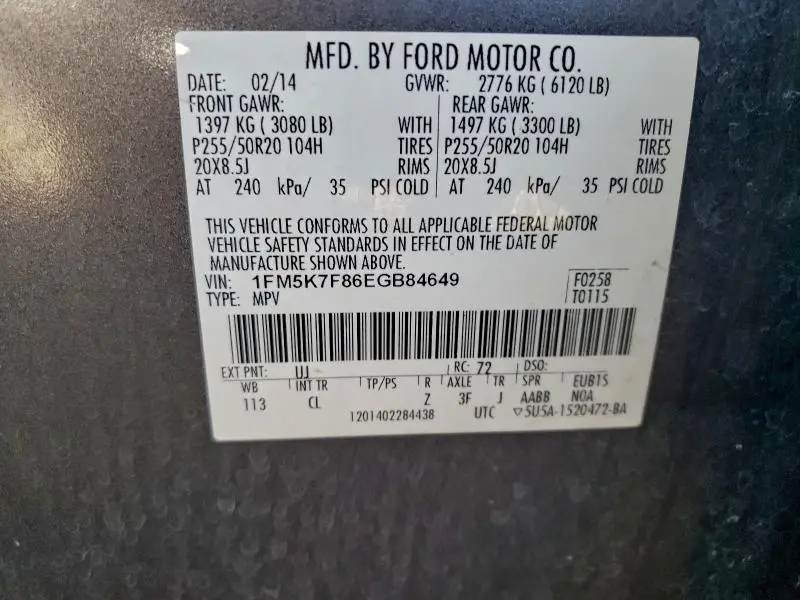 MFD. BY FORD MOTOR CO.
DATE: 02/14 GVWR: 2776 KG ( 6120 LB)
FRONT GAWR: REAR GAWR:
1397 KG ( 3080 LB) WITH 1497 KG ( 3300 LB) WITH
P255/50R20 104H TIRES P255/50R20 104H TIRES
20X8.5J RIMS 20X8.5J RIMS
AT 240 kPa/ 35 PSI COLD AT 240 kPa/ 35 PSI COLD
THIS VEHICLE CONFORMS TO ALL APPLICABLE FEDERAL MOTOR
VEHICLE SAFETY STANDARDS IN EFFECT ON THE DATE OF
MANUFACTURE SHOWN ABOVE.
VIN: 1FM5K7F86EGB84649 F0258
TYPE: MPV T0115
EXT PNT: UJ RC: 72 DSO:
WB INT TR TP/PS R AXLE TR SPR EUB1S
113 CL Z 3F J AABB NOA
1201402284438 UTC ▽5U5A-1520472-BA